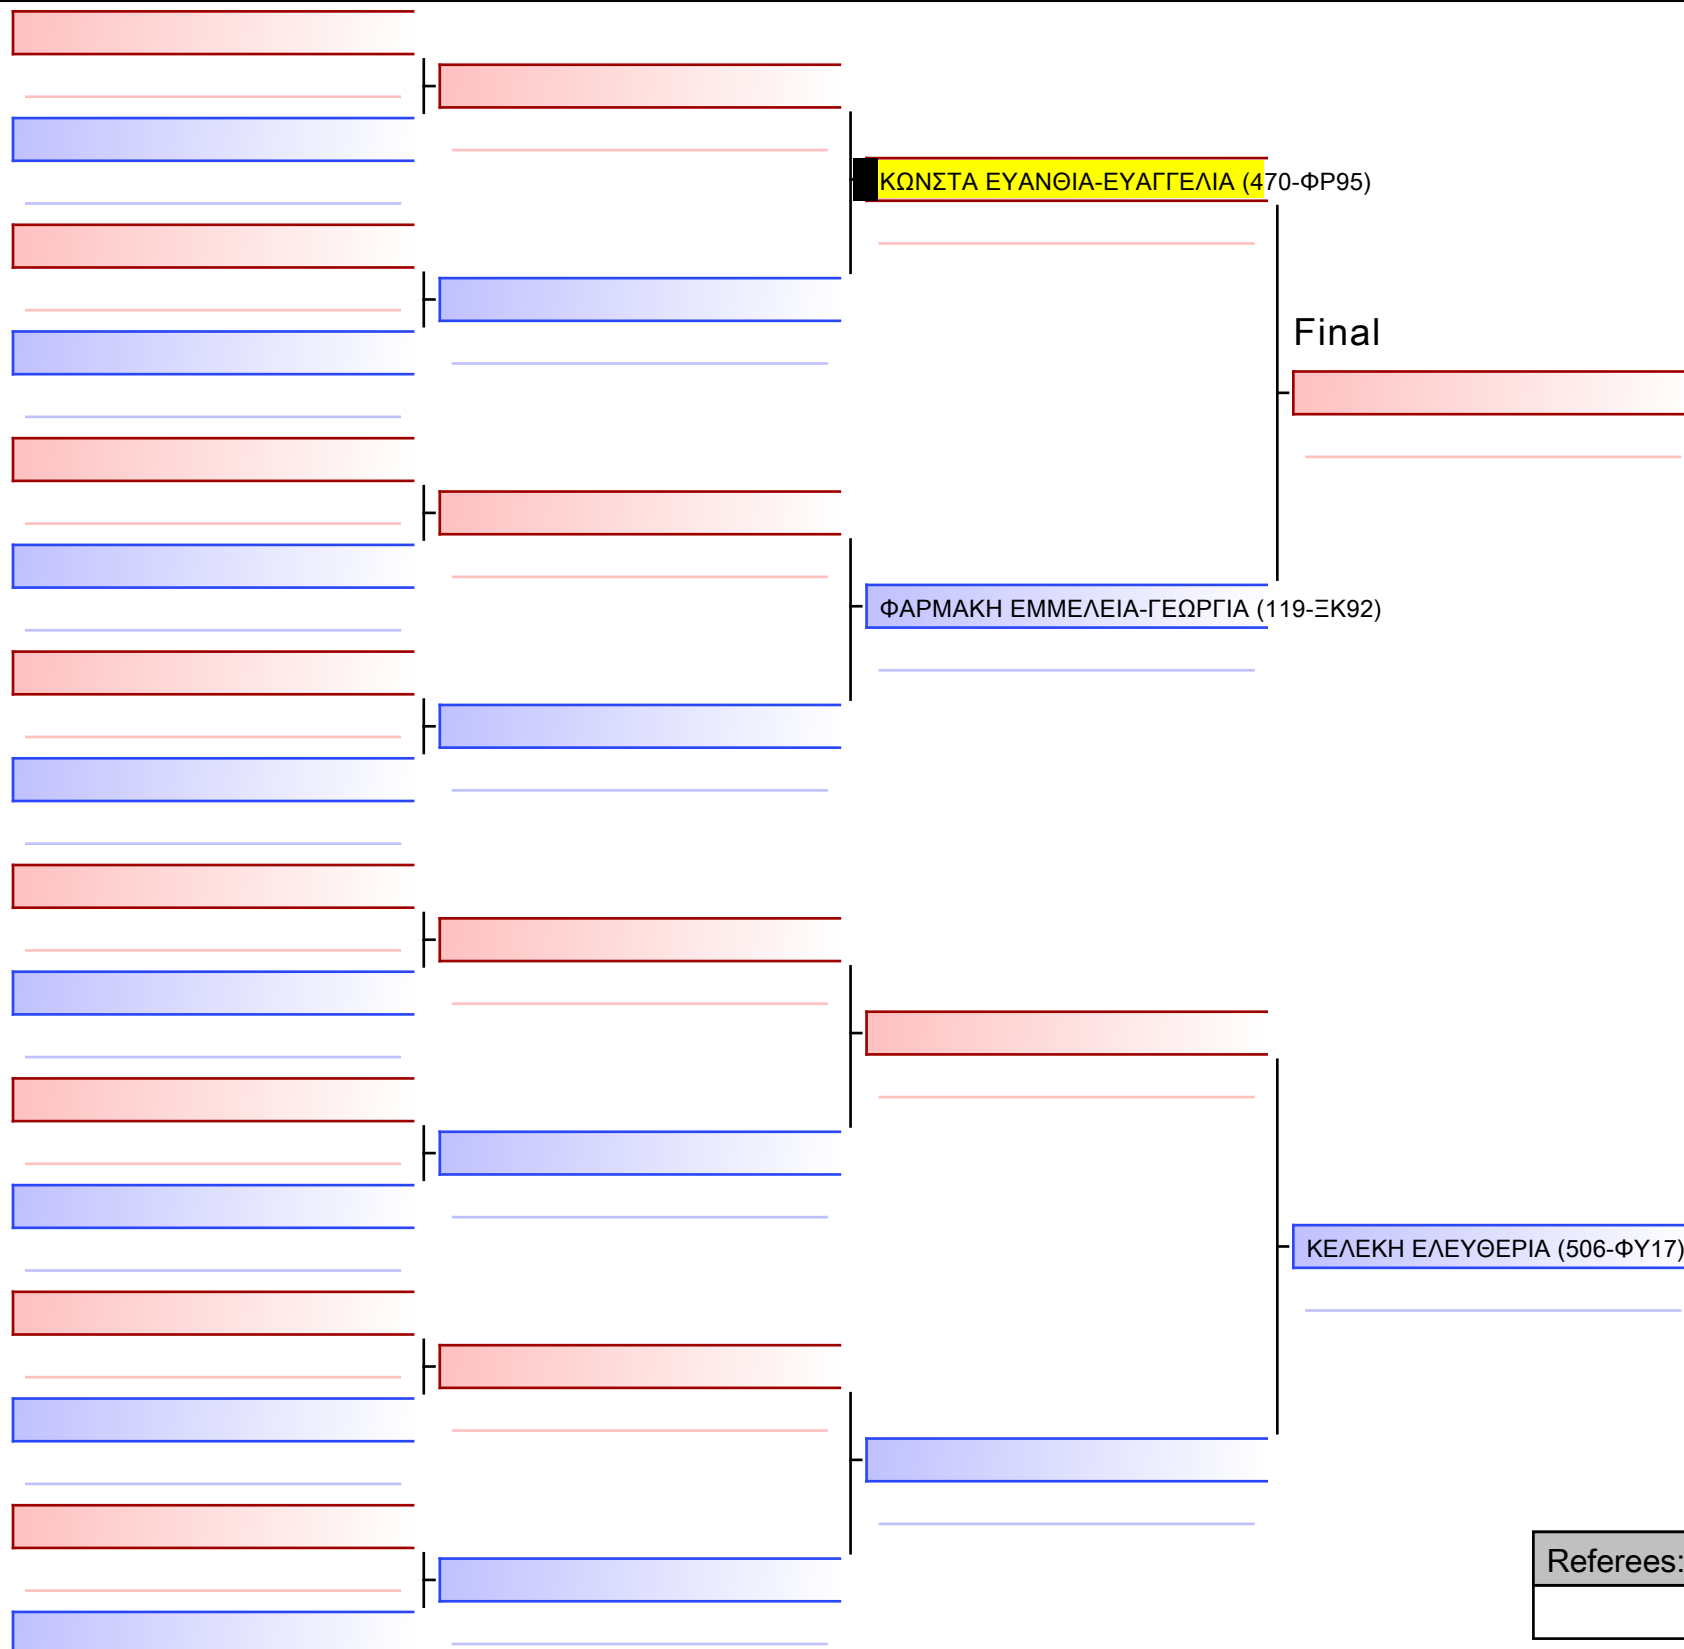 ΚΩΝΣΤΑ ΕΥΑΝΘΙΑ-ΕΥΑΓΓΕΛΙΑ (470-ΦΡ95)
Final
ΦΑΡΜΑΚΗ ΕΜΜΕΛΕΙΑ-ΓΕΩΡΓΙΑ (119-ΞΚ92)
ΚΕΛΕΚΗ ΕΛΕΥΘΕΡΙΑ (506-ΦΥ17)
Referees: